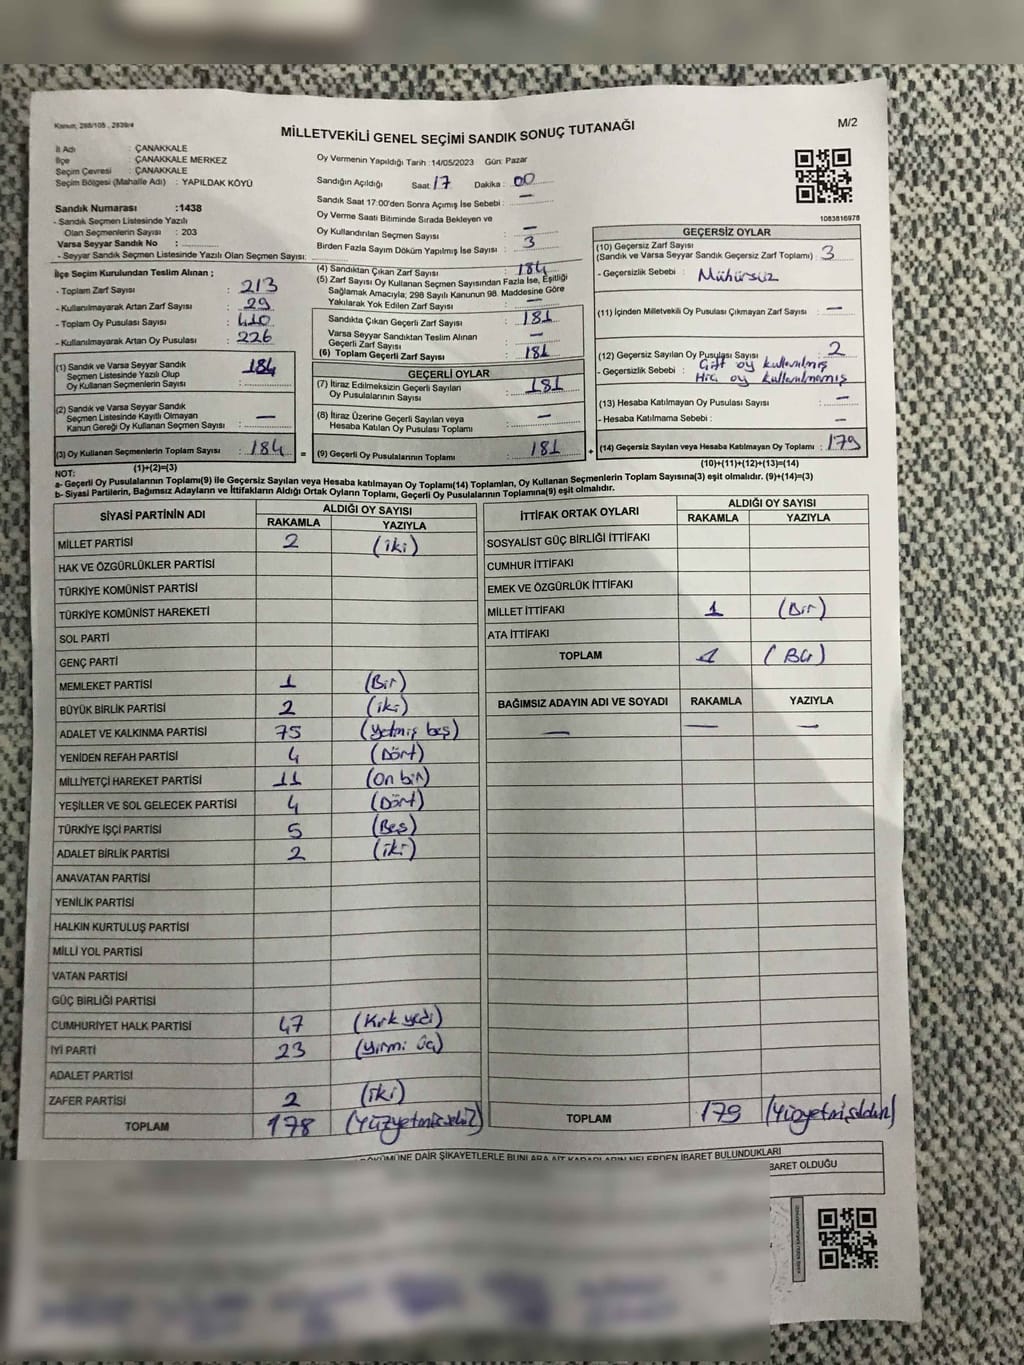 Kanun; 298/105 , 2839/4
MİLLETVEKİLİ GENEL SEÇİMİ SANDIK SONUÇ TUTANAĞI
M/2
İl Adı : ÇANAKKALE
İlçe : ÇANAKKALE MERKEZ
Seçim Çevresi : ÇANAKKALE
Seçim Bölgesi (Mahalle Adı) : YAPILDAK KÖYÜ
Sandık Numarası :1438
- Sandık Seçmen Listesinde Yazılı
Olan Seçmenlerin Sayısı : 203
Varsa Seyyar Sandık No :
- Seyyar Sandık Seçmen Listesinde Yazılı Olan Seçmen Sayısı:
Oy Vermenin Yapıldığı Tarih :14/05/2023 Gün: Pazar
Sandığın Açıldığı Saat: 17 Dakika : 00
Sandık Saat 17:00'den Sonra Açımış İse Sebebi : —
Oy Verme Saati Bitiminde Sırada Bekleyen ve
Oy Kullandırılan Seçmen Sayısı : —
Birden Fazla Sayım Döküm Yapılmış İse Sayısı : 3
1083816978
İlçe Seçim Kurulundan Teslim Alınan ;
- Toplam Zarf Sayısı : 213
- Kullanılmayarak Artan Zarf Sayısı : 29
- Toplam Oy Pusulası Sayısı : 410
- Kullanılmayarak Artan Oy Pusulası : 226
(1) Sandık ve Varsa Seyyar Sandık
Seçmen Listesinde Yazılı Olup
Oy Kullanan Seçmenlerin Sayısı : 184
(2) Sandık ve Varsa Seyyar Sandık
Seçmen Listesinde Kayıtlı Olmayan
Kanun Gereği Oy Kullanan Seçmen Sayısı : —
(3) Oy Kullanan Seçmenlerin Toplam Sayısı : 184 =
(4) Sandıktan Çıkan Zarf Sayısı : 184
(5) Zarf Sayısı Oy Kullanan Seçmen Sayısından Fazla İse, Eşitliği
Sağlamak Amacıyla; 298 Sayılı Kanunun 98. Maddesine Göre
Yakılarak Yok Edilen Zarf Sayısı : —
Sandıkta Çıkan Geçerli Zarf Sayısı : 181
Varsa Seyyar Sandıktan Teslim Alınan
Geçerli Zarf Sayısı : —
(6) Toplam Geçerli Zarf Sayısı : 181
GEÇERLİ OYLAR
(7) İtiraz Edilmeksizin Geçerli Sayılan
Oy Pusulalarının Sayısı : 181
(8) İtiraz Üzerine Geçerli Sayılan veya
Hesaba Katılan Oy Pusulası Toplamı : —
(9) Geçerli Oy Pusulalarının Toplamı : 181 +
GEÇERSİZ OYLAR
(10) Geçersiz Zarf Sayısı
(Sandık ve Varsa Seyyar Sandık Geçersiz Zarf Toplamı) : 3
- Geçersizlik Sebebi : Mühürsüz
(11) İçinden Milletvekili Oy Pusulası Çıkmayan Zarf Sayısı : —
(12) Geçersiz Sayılan Oy Pusulası Sayısı : 2
- Geçersizlik Sebebi : Çift oy kullanılmış
Hiç oy kullanılmamış
(13) Hesaba Katılmayan Oy Pusulası Sayısı : —
- Hesaba Katılmama Sebebi : —
(14) Geçersiz Sayılan veya Hesaba Katılmayan Oy Toplamı : 179
NOT: (1)+(2)=(3) (10)+(11)+(12)+(13)=(14)
a- Geçerli Oy Pusulalarının Toplamı(9) ile Geçersiz Sayılan veya Hesaba katılmayan Oy Toplamı(14) Toplamları, Oy Kullanan Seçmenlerin Toplam Sayısına(3) eşit olmalıdır. (9)+(14)=(3)
b- Siyasi Partilerin, Bağımsız Adayların ve İttifakların Aldığı Ortak Oyların Toplamı, Geçerli Oy Pusulalarının Toplamına(9) eşit olmalıdır.
SİYASİ PARTİNİN ADI ALDIĞI OY SAYISI
RAKAMLA YAZIYLA
MİLLET PARTİSİ 2 (iki)
HAK VE ÖZGÜRLÜKLER PARTİSİ
TÜRKİYE KOMÜNİST PARTİSİ
TÜRKİYE KOMÜNİST HAREKETİ
SOL PARTİ
GENÇ PARTİ
MEMLEKET PARTİSİ 1 (Bir)
BÜYÜK BİRLİK PARTİSİ 2 (iki)
ADALET VE KALKINMA PARTİSİ 75 (Yetmiş beş)
YENİDEN REFAH PARTİSİ 4 (Dört)
MİLLİYETÇİ HAREKET PARTİSİ 11 (On bir)
YEŞİLLER VE SOL GELECEK PARTİSİ 4 (Dört)
TÜRKİYE İŞÇİ PARTİSİ 5 (Beş)
ADALET BİRLİK PARTİSİ 2 (iki)
ANAVATAN PARTİSİ
YENİLİK PARTİSİ
HALKIN KURTULUŞ PARTİSİ
MİLLİ YOL PARTİSİ
VATAN PARTİSİ
GÜÇ BİRLİĞİ PARTİSİ
CUMHURİYET HALK PARTİSİ 47 (Kırk yedi)
İYİ PARTİ 23 (Yirmi üç)
ADALET PARTİSİ
ZAFER PARTİSİ 2 (iki)
TOPLAM 178 (Yüzyetmişsekiz)
İTTİFAK ORTAK OYLARI ALDIĞI OY SAYISI
RAKAMLA YAZIYLA
SOSYALİST GÜÇ BİRLİĞİ İTTİFAKI
CUMHUR İTTİFAKI
EMEK VE ÖZGÜRLÜK İTTİFAKI
MİLLET İTTİFAKI 1 (Bir)
ATA İTTİFAKI
TOPLAM 1 (Bir)
BAĞIMSIZ ADAYIN ADI VE SOYADI RAKAMLA YAZIYLA
— — —
TOPLAM 179 (Yüzyetmişdokuz)
DÖKÜMÜNE DAİR ŞİKAYETLERLE BUNLARA AİT KARARLARIN NELERDEN İBARET BULUNDUKLARI
BARET OLDUĞU